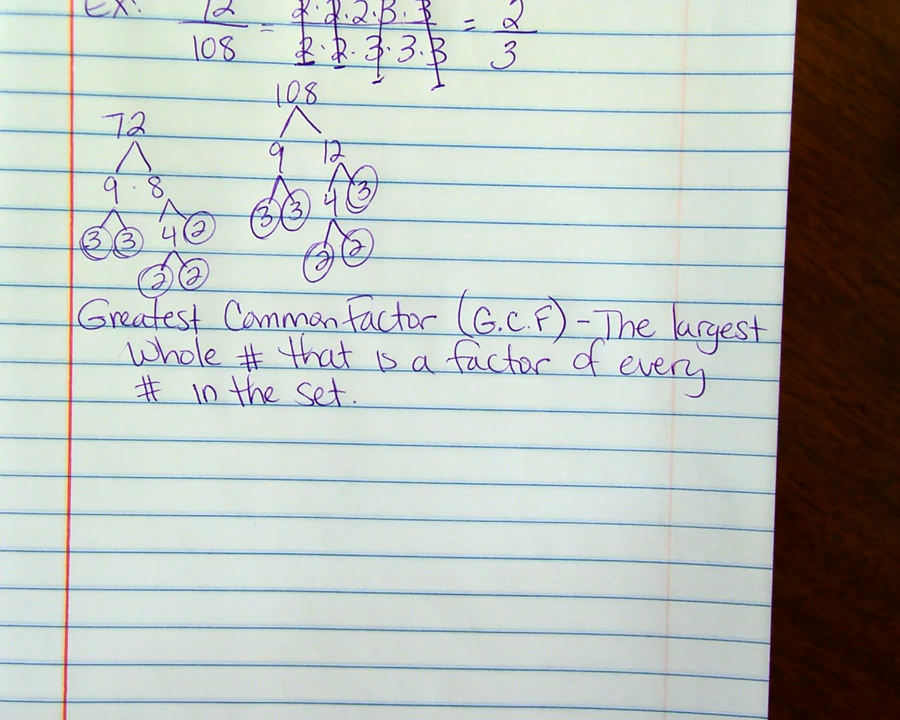 Ex: 72/108 = 2·2·2·3·3/2·2·3·3·3 = 2/3
108
72
9 12
9 · 8
3 3 4 3
3 3 4 2
2 2
2 2
Greatest Common Factor (G.C.F) - The largest
whole # that is a factor of every
# in the set.